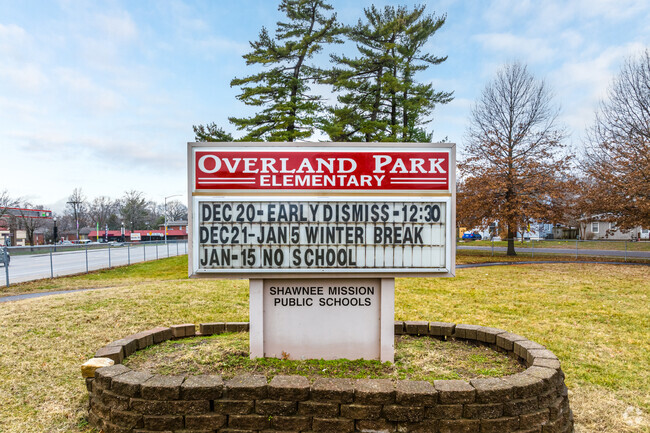 OVERLAND PARK
ELEMENTARY
DEC 20-EARLY DISMISS-12:30
DEC21-JAN 5 WINTER BREAK
JAN-15 NO SCHOOL
SHAWNEE MISSION
PUBLIC SCHOOLS